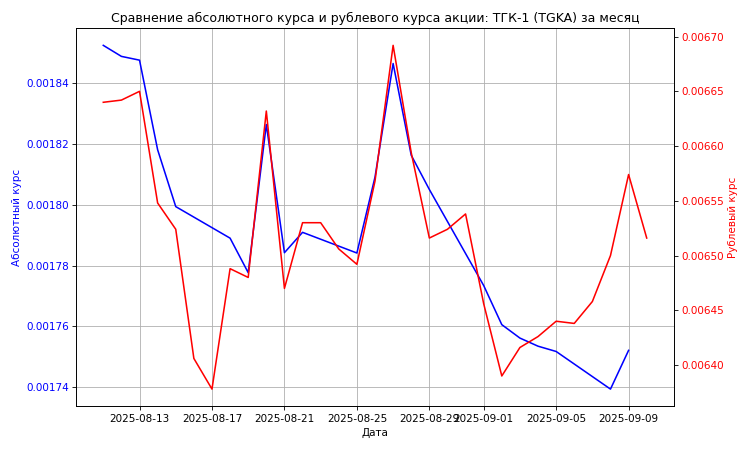 Сравнение абсолютного курса и рублевого курса акции: ТГК-1 (TGKA) за месяц
0.00184
0.00182
0.00180
0.00178
0.00176
0.00174
Абсолютный курс
0.00670
0.00665
0.00660
0.00655
0.00650
0.00645
0.00640
Рублевый курс
2025-08-13 2025-08-17 2025-08-21 2025-08-25 2025-08-29 2025-09-01 2025-09-05 2025-09-09
Дата